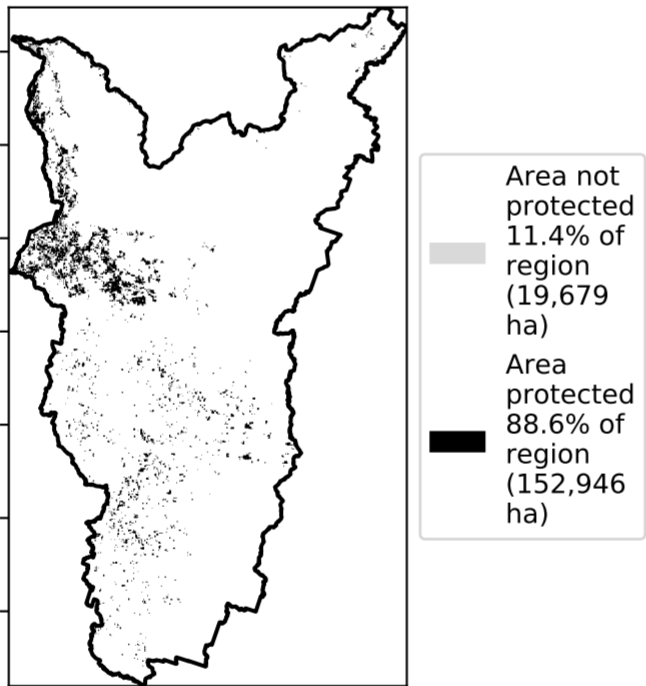 Area not
protected
11.4% of
region
(19,679
ha)
Area
protected
88.6% of
region
(152,946
ha)